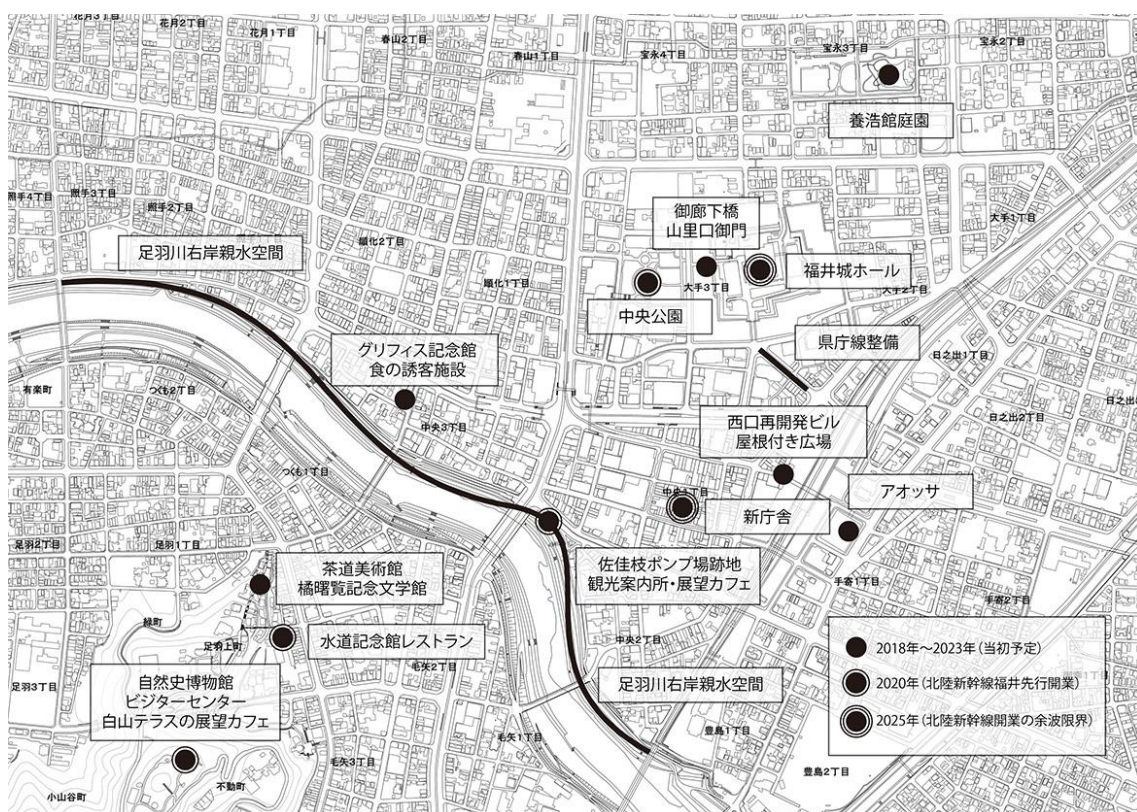 花月3丁目
花月2丁目
花月1丁目
春山2丁目
春山1丁目
宝永4丁目
宝永3丁目
宝永2丁目
養浩館庭園
照手4丁目
照手3丁目
照手2丁目
順化2丁目
順化1丁目
大手1丁目
御廊下橋
山里口御門
足羽川右岸親水空間
福井城ホール
大手3丁目
大手2丁目
中央公園
県庁線整備
日之出1丁目
グリフィス記念館
食の誘客施設
有楽町
つくも2丁目
中央3丁目
日之出2丁目
西口再開発ビル
屋根付き広場
つくも1丁目
アオッサ
中央1丁目
新庁舎
足羽2丁目
足羽1丁目
佐佳枝ポンプ場跡地
観光案内所・展望カフェ
茶道美術館
橘曙覧記念文学館
手寄1丁目
手寄2丁目
緑町
足羽上町
水道記念館レストラン
中央2丁目
毛矢2丁目
足羽3丁目
自然史博物館
ビジターセンター
白山テラスの展望カフェ
足羽川右岸親水空間
毛矢1丁目
豊島1丁目
毛矢3丁目
豊島2丁目
不動町
小山谷町
2018年〜2023年(当初予定)
2020年(北陸新幹線福井先行開業)
2025年(北陸新幹線開業の余波限界)